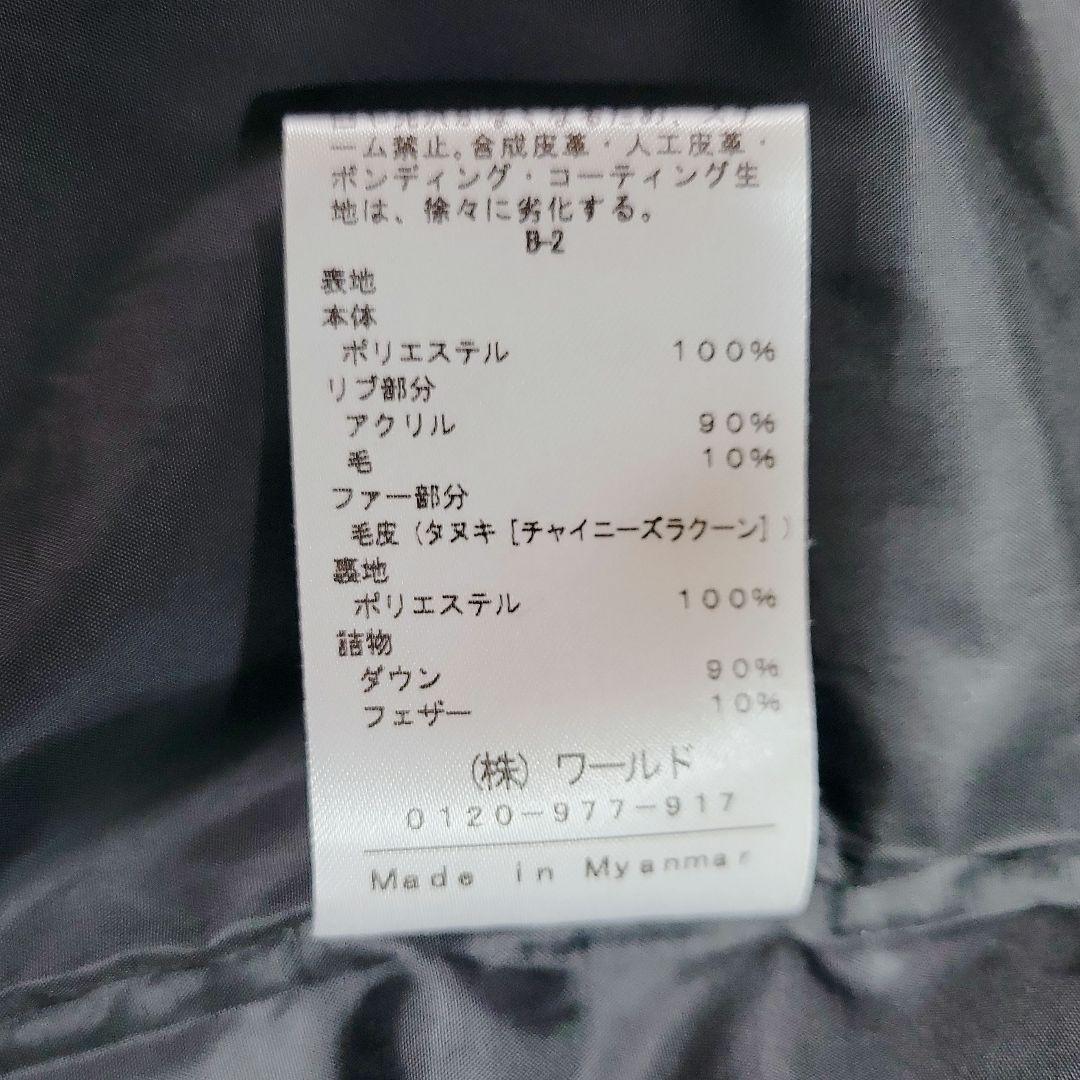 ーム禁止。合成皮革・人工皮革・
ボンディング・コーティング生
地は、徐々に劣化する。
B-2
表地
本体
ポリエステル 100%
リブ部分
アクリル 90%
毛 10%
ファー部分
毛皮（タヌキ［チャイニーズラクーン］）
裏地
ポリエステル 100%
詰物
ダウン 90%
フェザー 10%
（株）ワールド
0120-977-917
Made in Myanmar